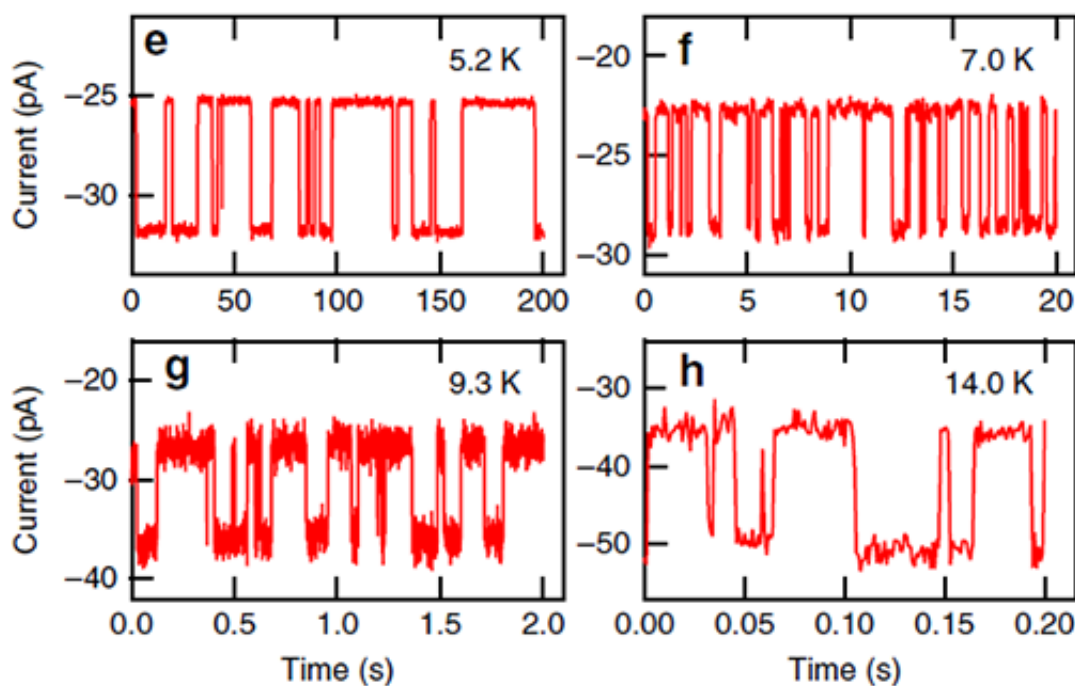 e 5.2 K
f 7.0 K
Current (pA)
−25
−30
0 50 100 150 200
−20
−25
−30
0 5 10 15 20
g 9.3 K
h 14.0 K
Current (pA)
−20
−30
−40
0.0 0.5 1.0 1.5 2.0
Time (s)
−30
−40
−50
0.00 0.05 0.10 0.15 0.20
Time (s)